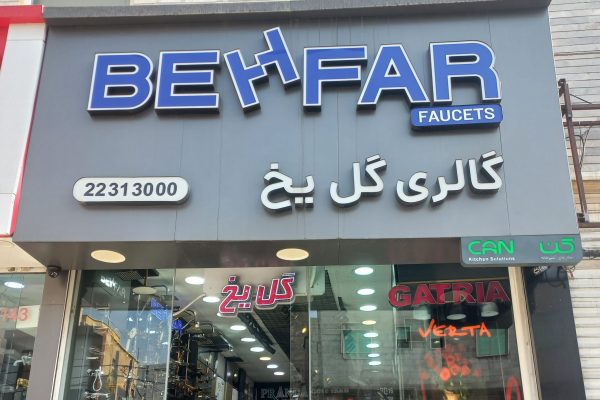 BEHFAR
FAUCETS
گالری گل یخ
22313000
CAN کن
Kitchen Solutions
گل یخ
GATRIA
VERTA